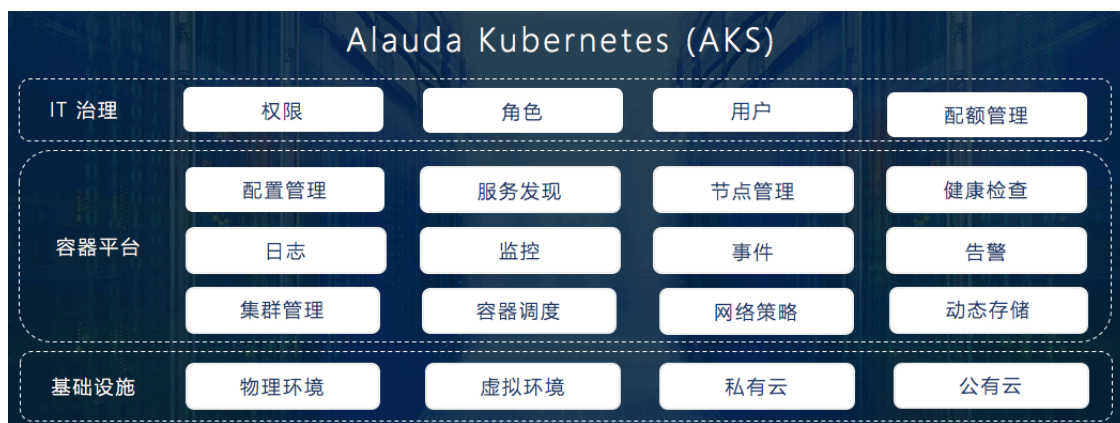 Alauda Kubernetes (AKS)
IT 治理 权限 角色 用户 配额管理
配置管理 服务发现 节点管理 健康检查
容器平台 日志 监控 事件 告警
集群管理 容器调度 网络策略 动态存储
基础设施 物理环境 虚拟环境 私有云 公有云